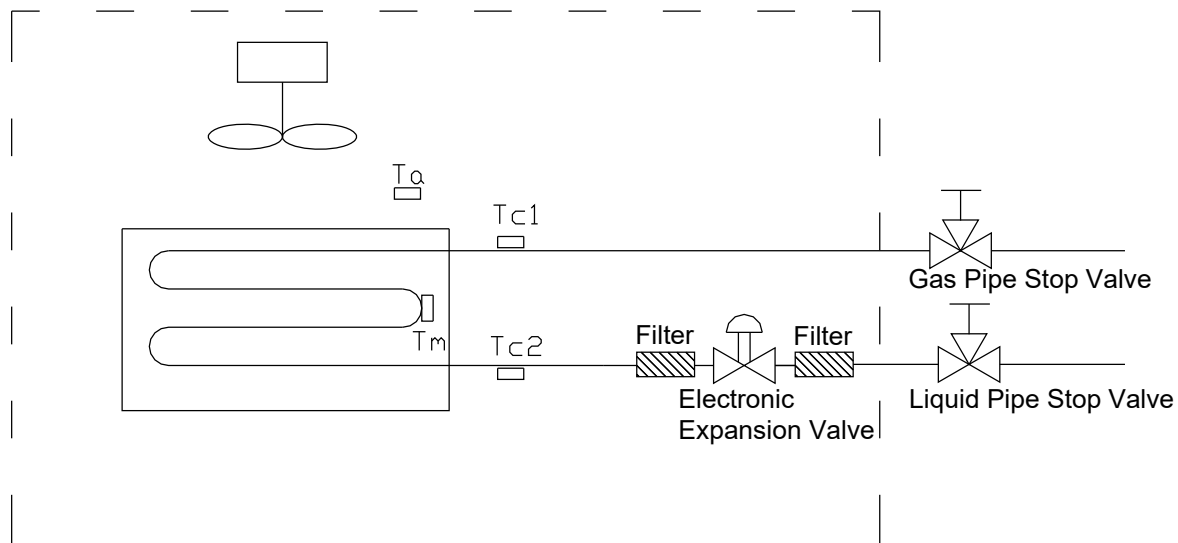 Ta
Tc1
Gas Pipe Stop Valve
Tm
Tc2
Filter
Filter
Electronic
Expansion Valve
Liquid Pipe Stop Valve